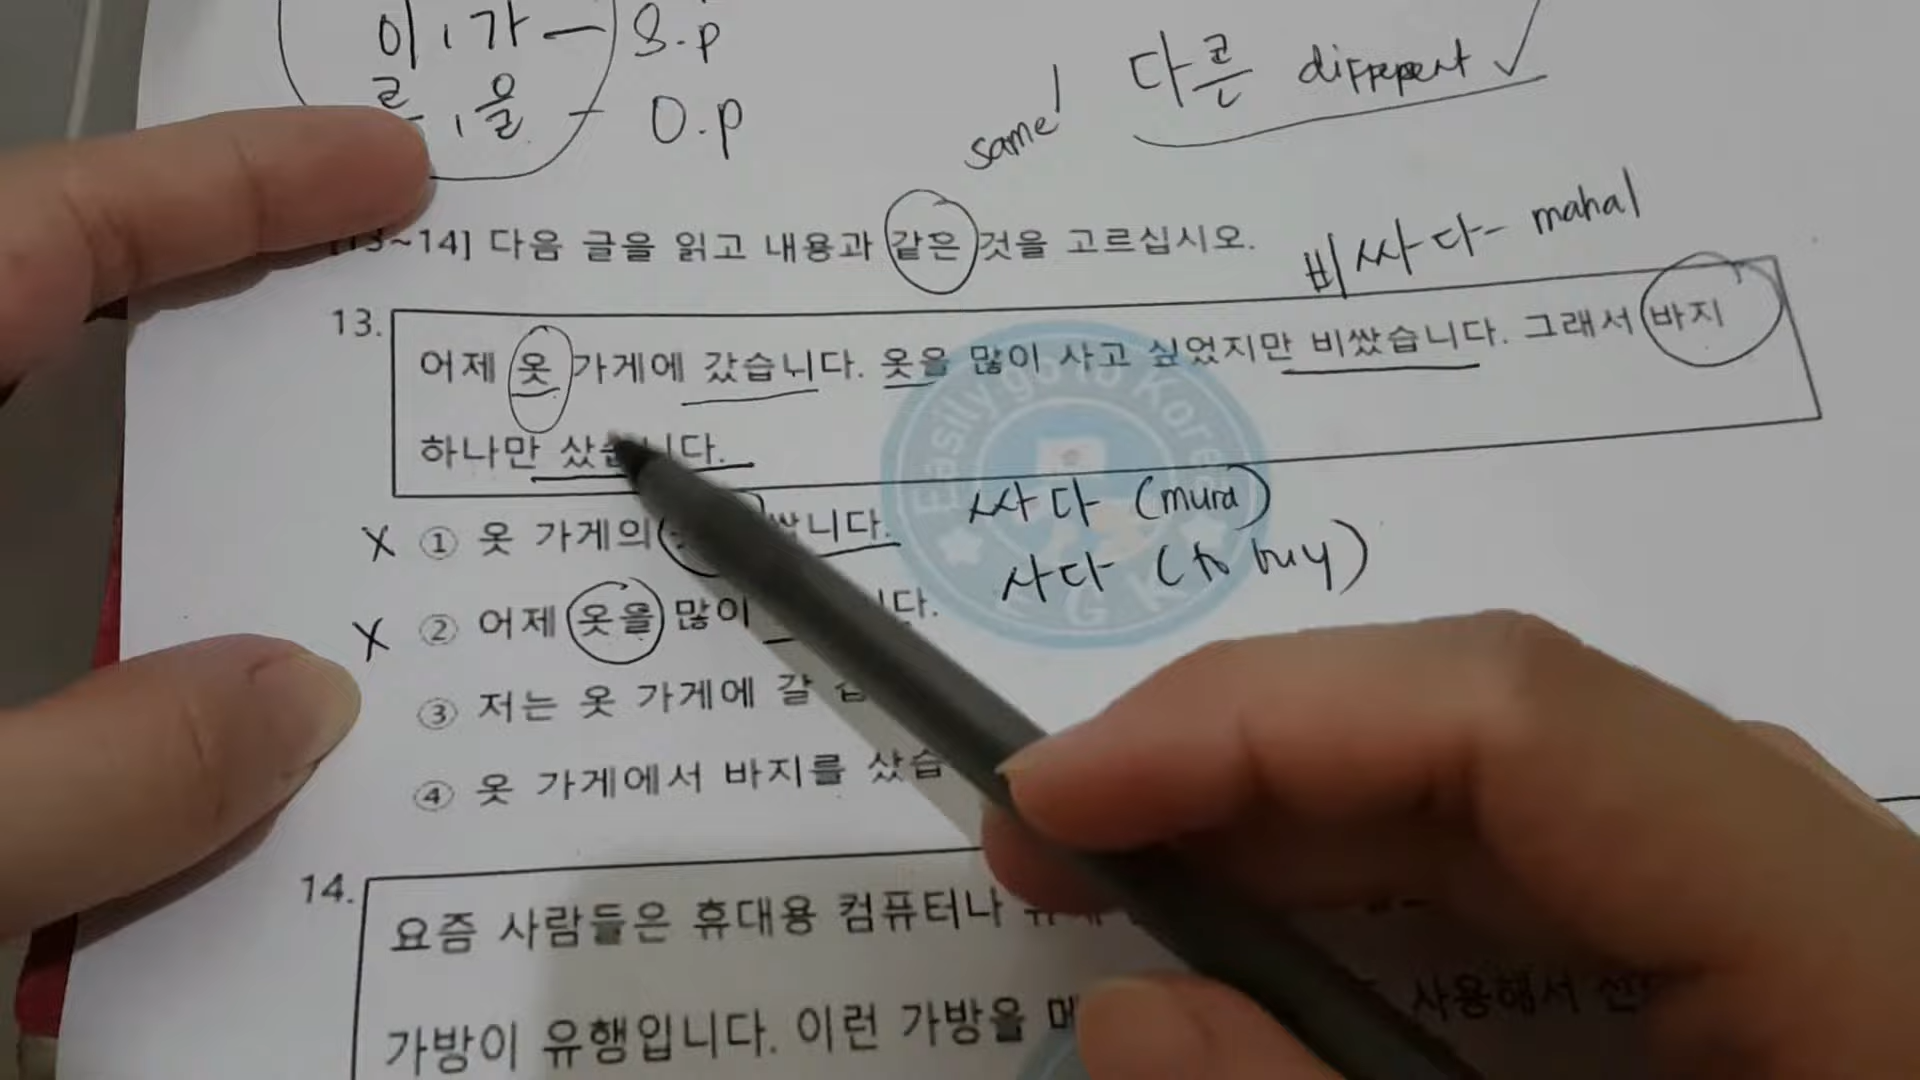 이, 가 - S.p
를, 을 - O.p
same
다른 different ✓
[13~14] 다음 글을 읽고 내용과 같은 것을 고르십시오.
비싸다 - mahal
13.
어제 옷 가게에 갔습니다. 옷을 많이 사고 싶었지만 비쌌습니다. 그래서 바지
하나만 샀습니다.
싸다 (mura)
사다 (to buy)
X ① 옷 가게의
X ② 어제 옷을 많이
③ 저는 옷 가게에 갈
④ 옷 가게에서 바지를 샀습
Easily go to Korea
E G K
14.
요즘 사람들은 휴대용 컴퓨터나
가방이 유행입니다. 이런 가방을 사용해서